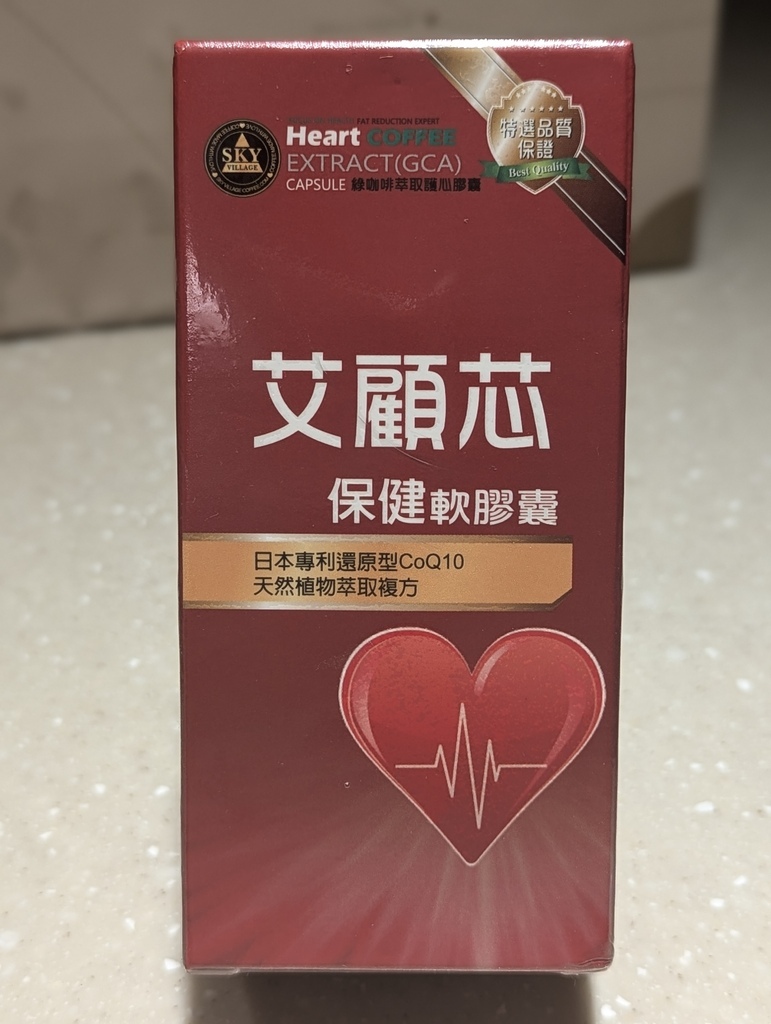 FAT REDUCTION EXPERT
Heart COFFEE
EXTRACT(GCA)
CAPSULE 綠咖啡萃取護心膠囊
SKY
VILLAGE
特選品質
保證
Best Quality
艾顧芯
保健軟膠囊
日本專利還原型CoQ10
天然植物萃取複方